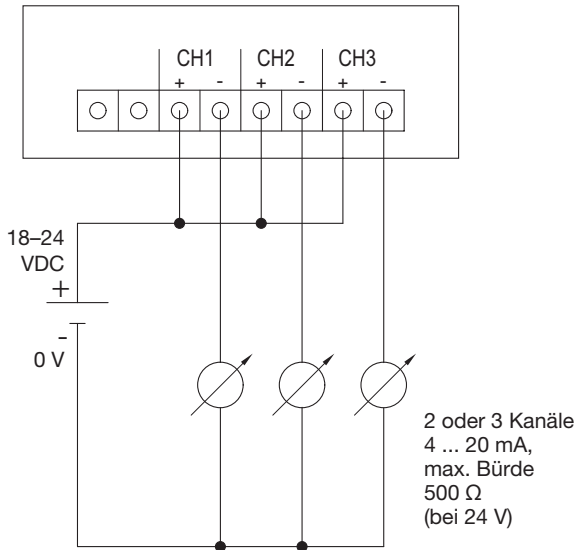 CH1 CH2 CH3
+ - + - + -
18–24
VDC
+
-
0 V
2 oder 3 Kanäle
4 ... 20 mA,
max. Bürde
500 Ω
(bei 24 V)